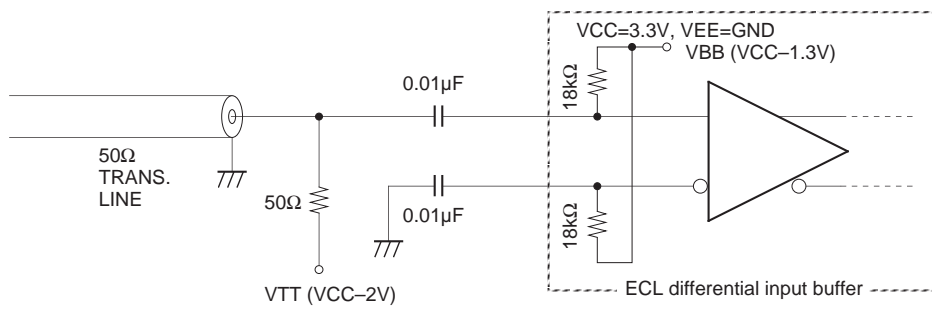 VCC=3.3V, VEE=GND
VBB (VCC–1.3V)
0.01µF
18kΩ
50Ω
TRANS.
LINE
50Ω
0.01µF
18kΩ
VTT (VCC–2V)
ECL differential input buffer